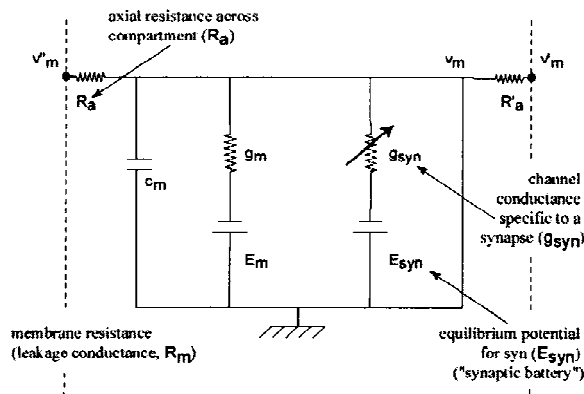 axial resistance across
compartment (Ra)
v"m
vm
v'm
Ra
R'a
cm
gm
gsyn
Em
Esyn
channel
conductance
specific to a
synapse (gsyn)
membrane resistance
(leakage conductance, Rm)
equilibrium potential
for syn (Esyn)
("synaptic battery")